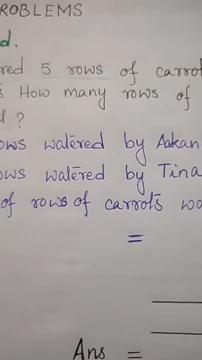 ROBLEMS
d.
red 5 rows of carrot
s How many rows of
d ?
ows watered by Aakan
ows watered by Tina
of rows of carrots wa
=
Ans =